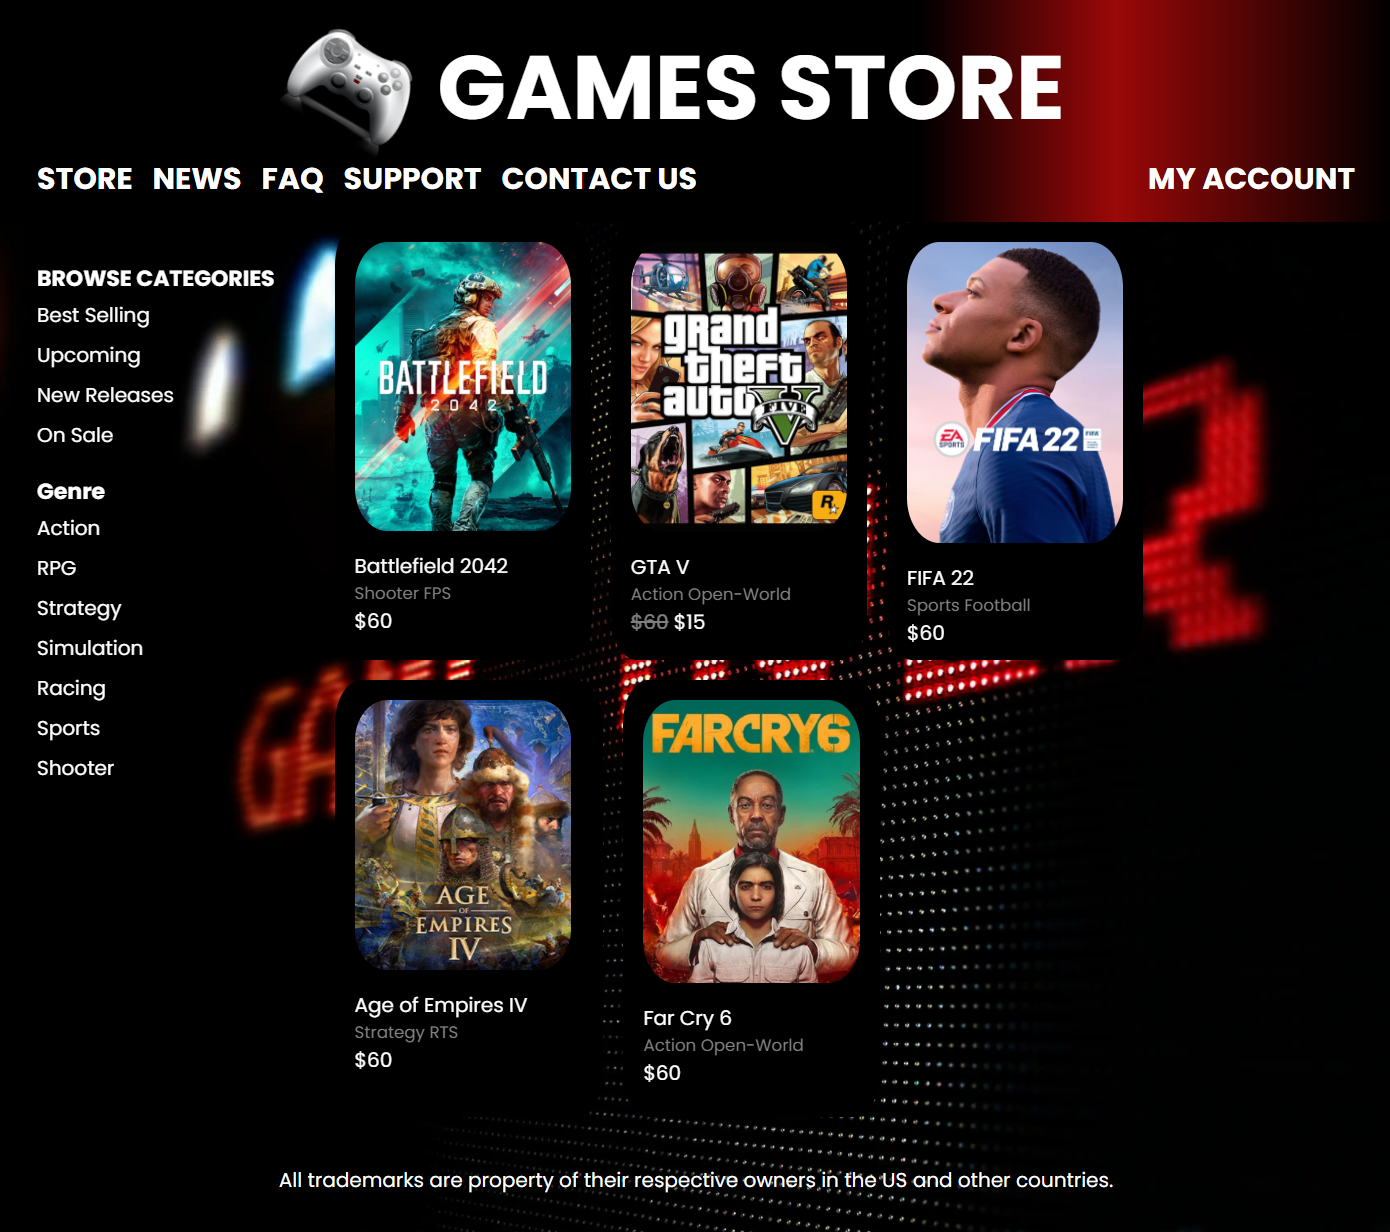 GAMES STORE
STORE NEWS FAQ SUPPORT CONTACT US MY ACCOUNT
BROWSE CATEGORIES
Best Selling
Upcoming
New Releases
On Sale
Genre
Action
RPG
Strategy
Simulation
Racing
Sports
Shooter
BATTLEFIELD
2042
Battlefield 2042
Shooter FPS
$60
grand
theft
auto
V
FIVE
R
GTA V
Action Open-World
$60 $15
EA
SPORTS
FIFA 22
FIFA
FIFA 22
Sports Football
$60
GA
AGE
OF
EMPIRES
IV
Age of Empires IV
Strategy RTS
$60
FARCRY6
Far Cry 6
Action Open-World
$60
All trademarks are property of their respective owners in the US and other countries.